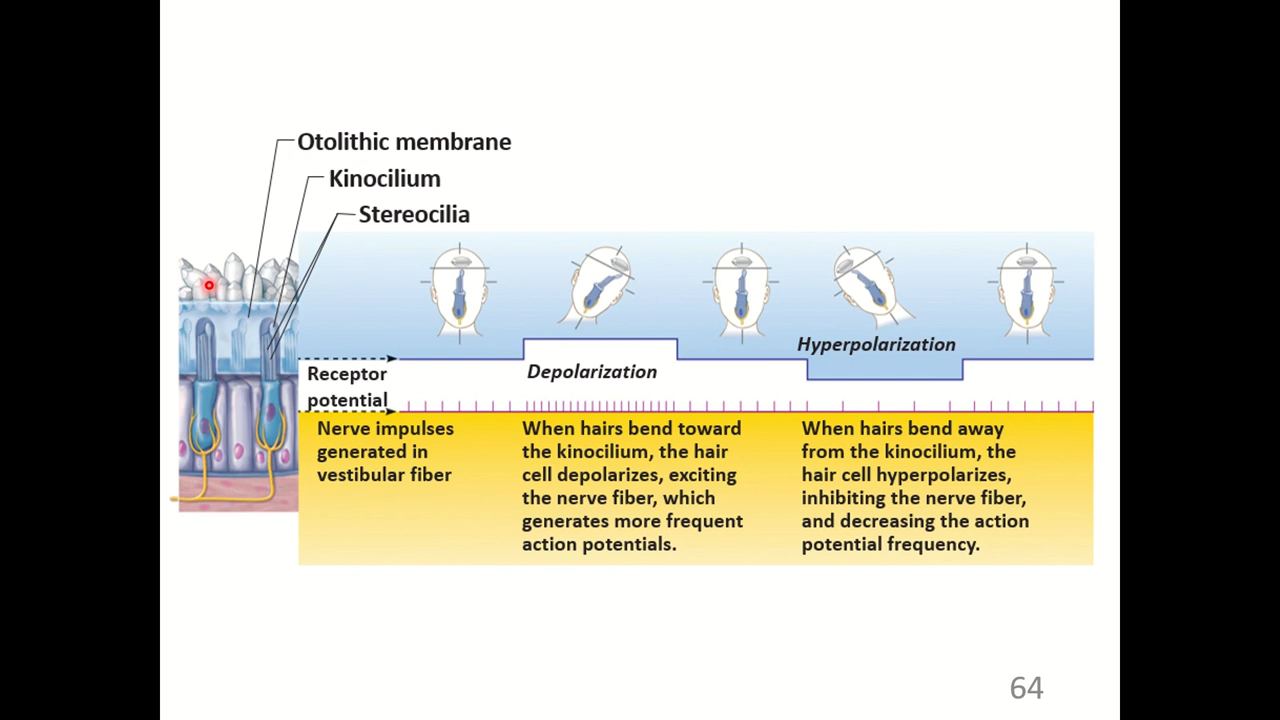 Otolithic membrane
Kinocilium
Stereocilia
Hyperpolarization
Depolarization
Receptor
potential
Nerve impulses
generated in
vestibular fiber
When hairs bend toward
the kinocilium, the hair
cell depolarizes, exciting
the nerve fiber, which
generates more frequent
action potentials.
When hairs bend away
from the kinocilium, the
hair cell hyperpolarizes,
inhibiting the nerve fiber,
and decreasing the action
potential frequency.
64